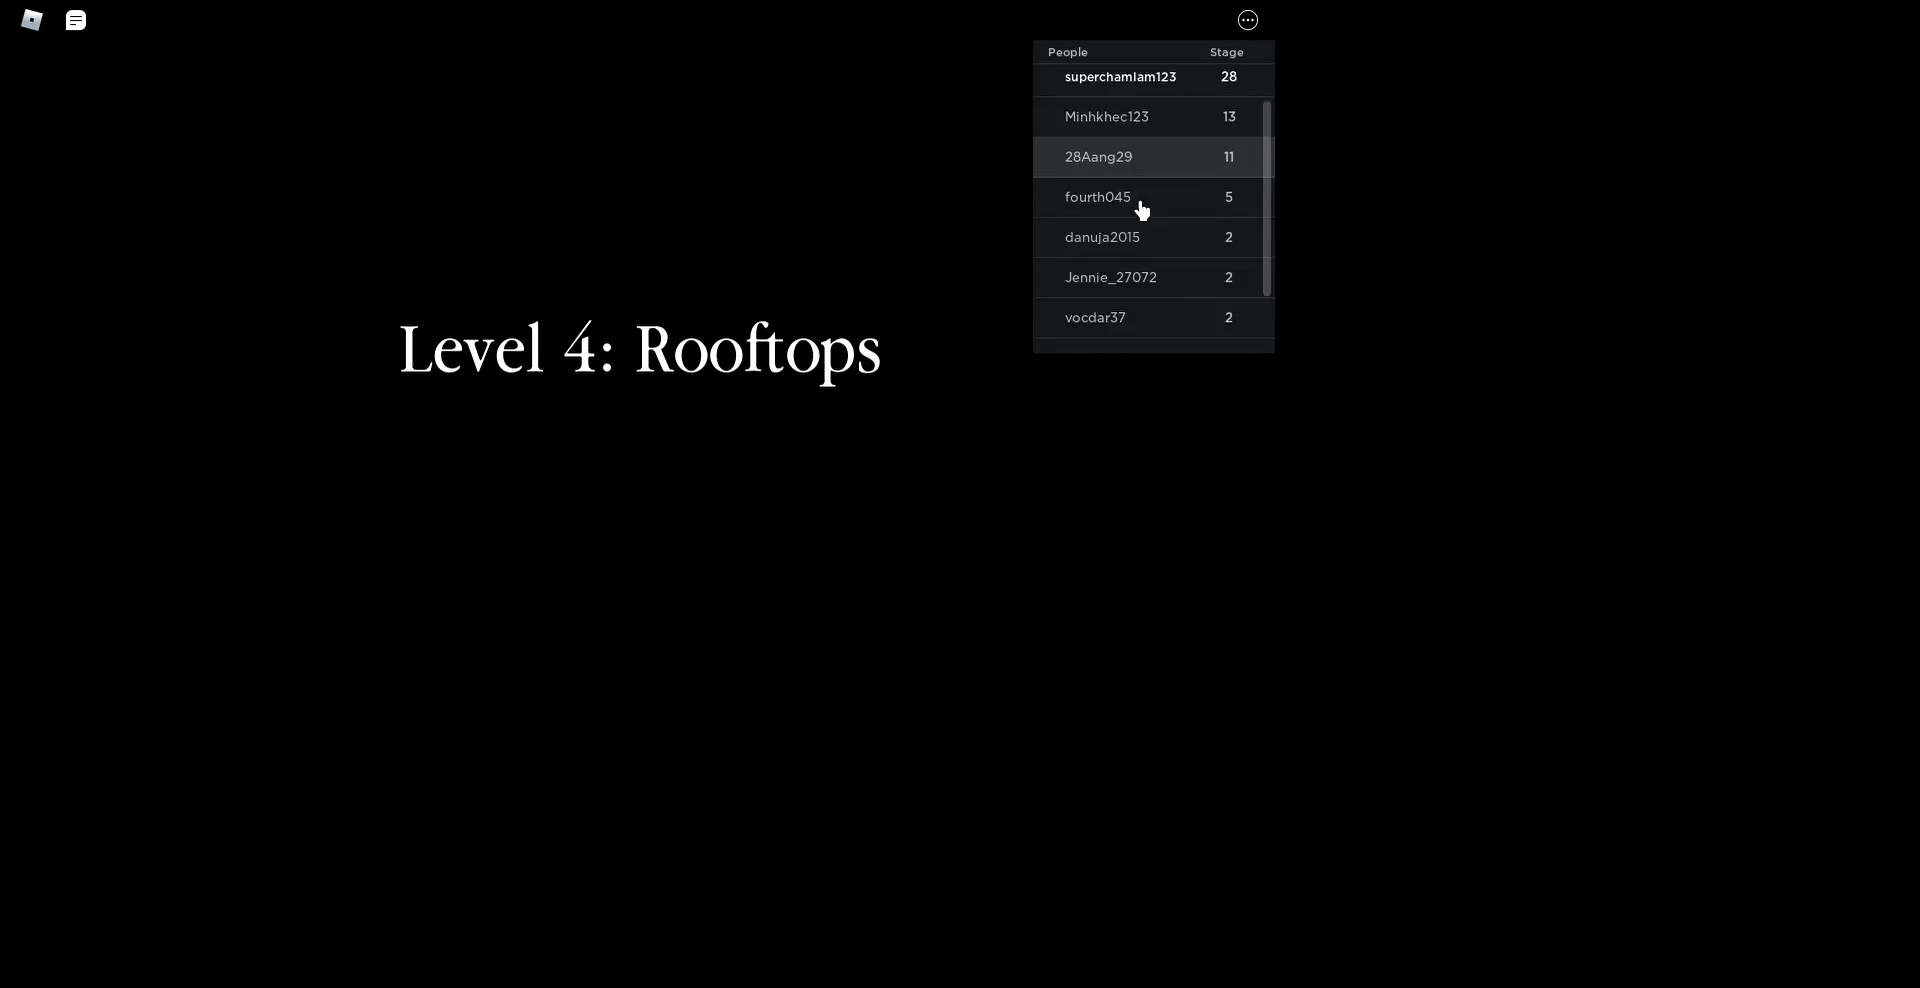 People Stage
superchamlam123 28
Minhkhec123 13
28Aang29 11
fourth045 5
danuja2015 2
Jennie_27072 2
vocdar37 2
Level 4: Rooftops